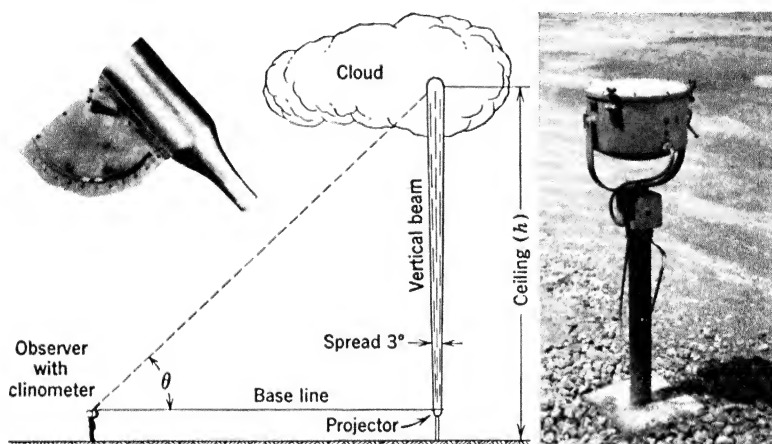 Cloud
Vertical beam
Ceiling (h)
Spread 3°
Observer
with
clinometer
θ
Base line
Projector